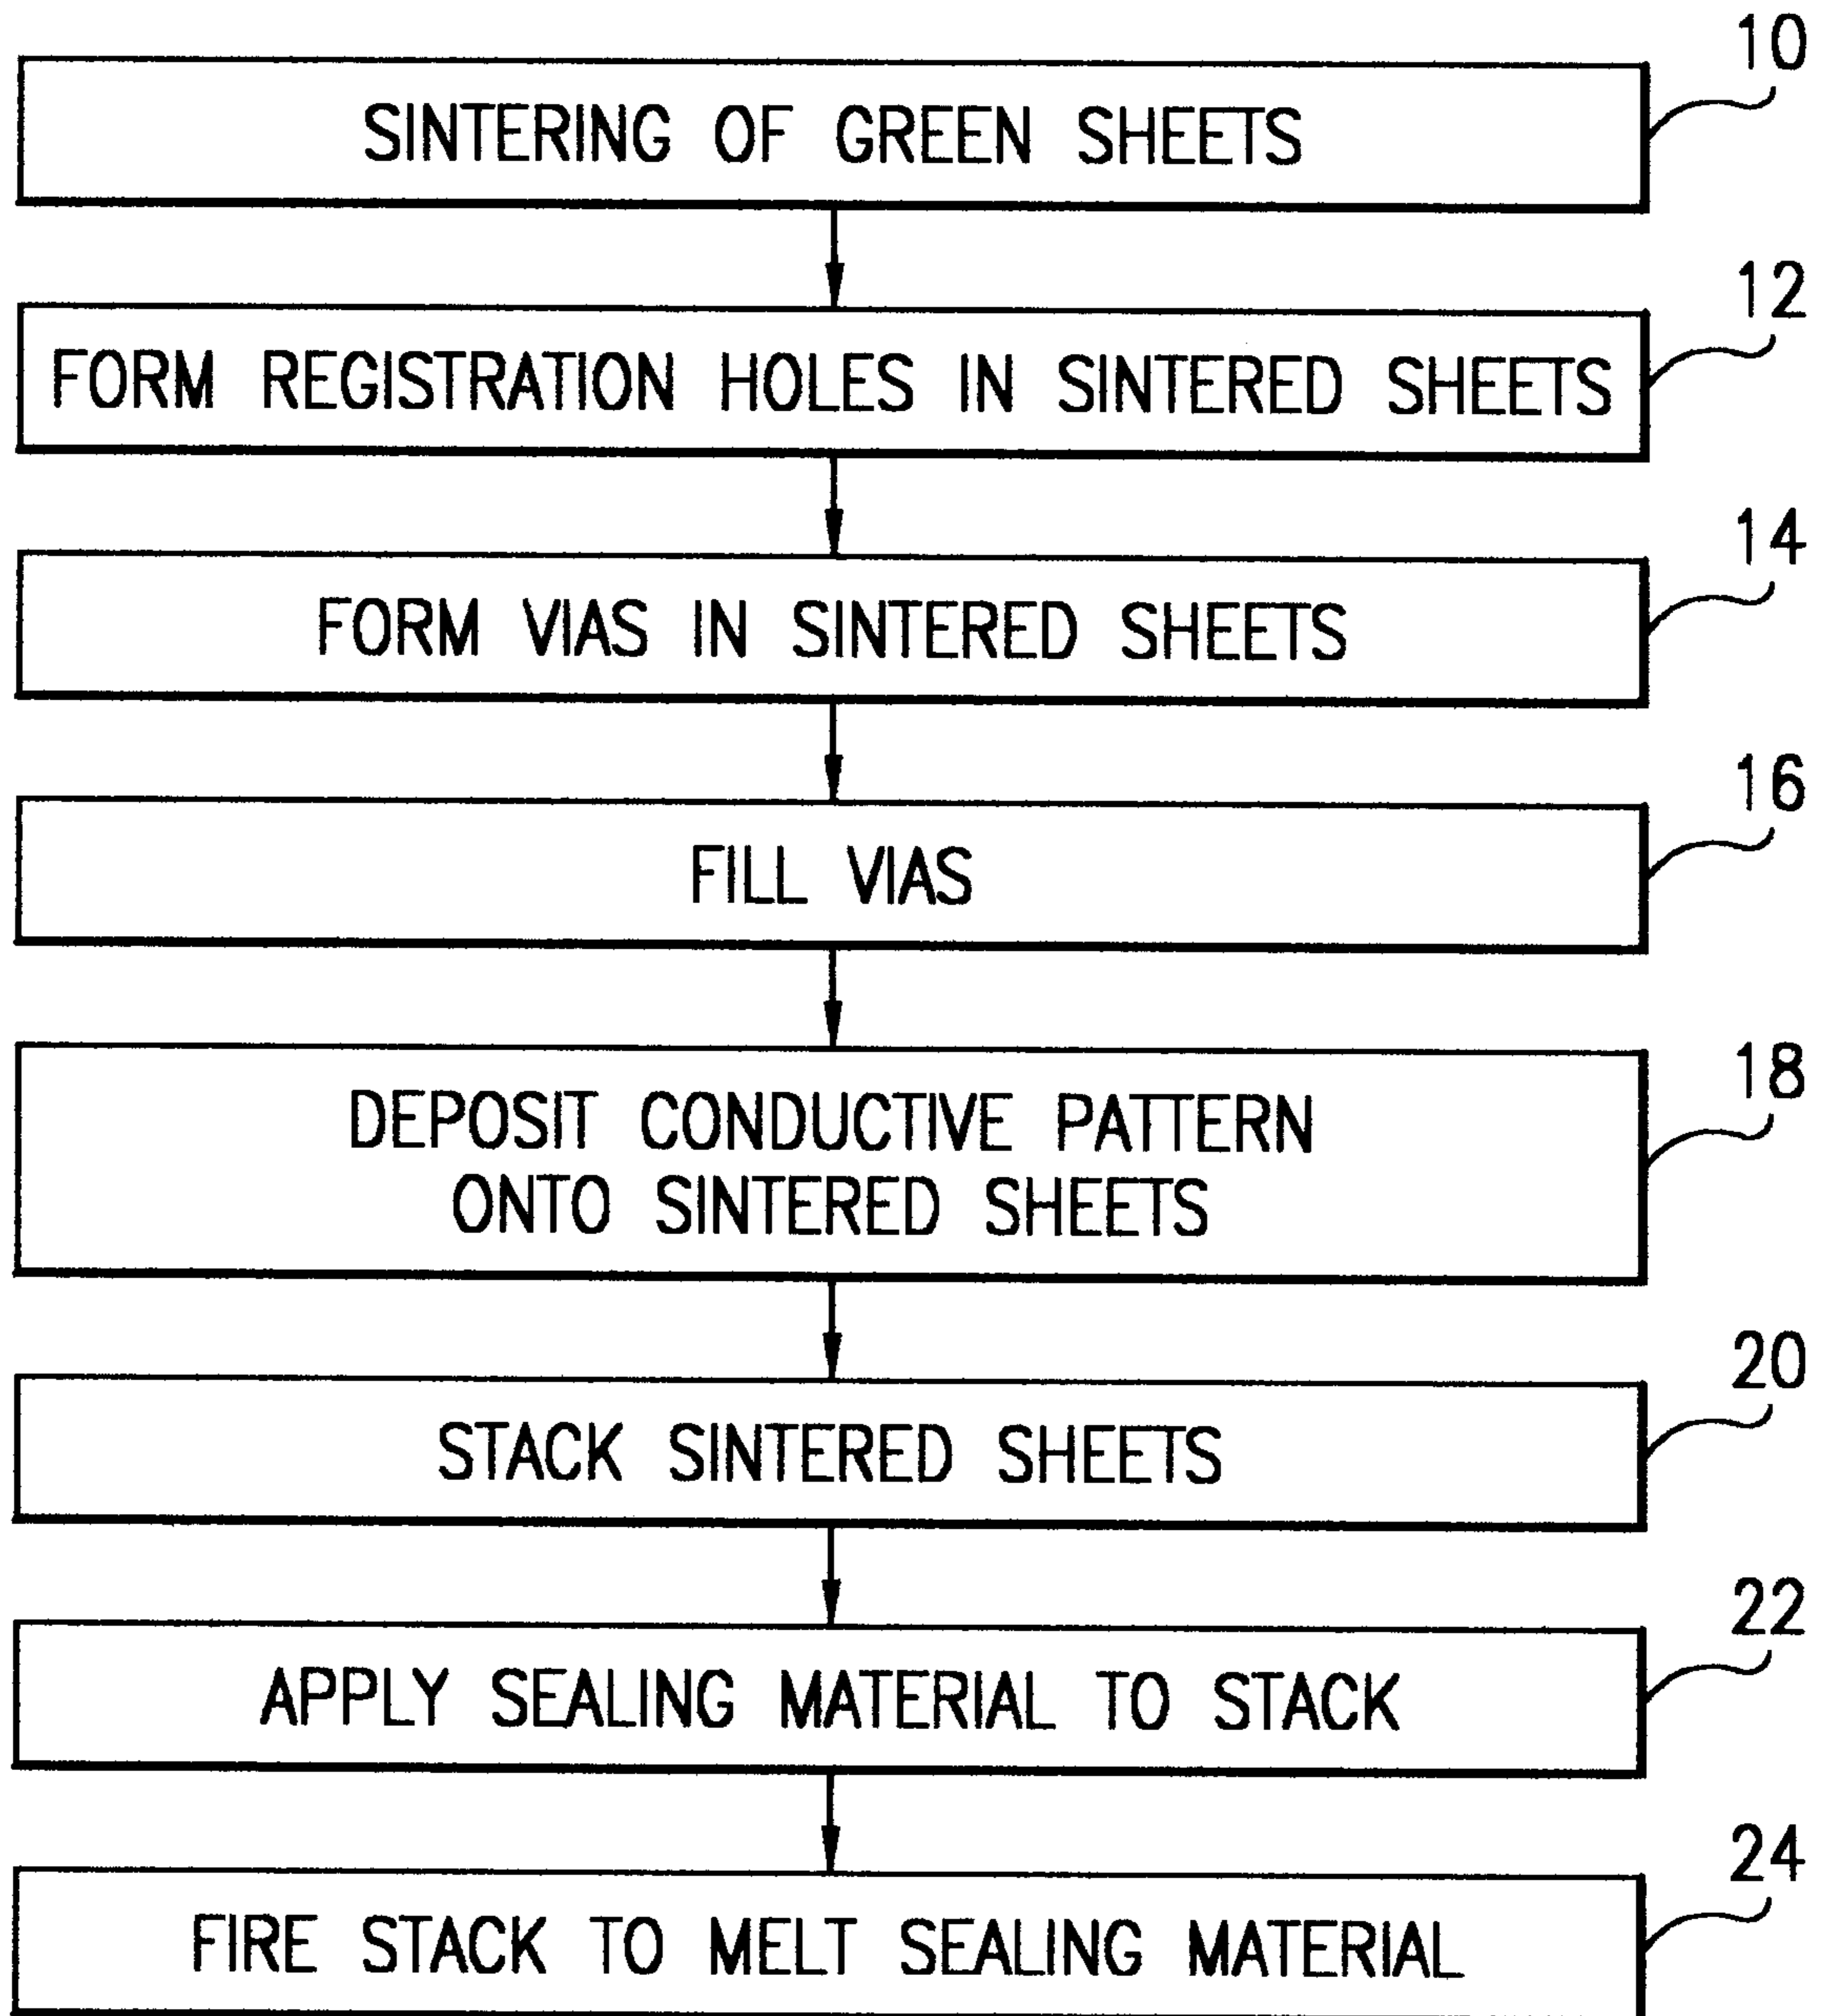 10
SINTERING OF GREEN SHEETS
12
FORM REGISTRATION HOLES IN SINTERED SHEETS
14
FORM VIAS IN SINTERED SHEETS
16
FILL VIAS
18
DEPOSIT CONDUCTIVE PATTERN
ONTO SINTERED SHEETS
20
STACK SINTERED SHEETS
22
APPLY SEALING MATERIAL TO STACK
24
FIRE STACK TO MELT SEALING MATERIAL